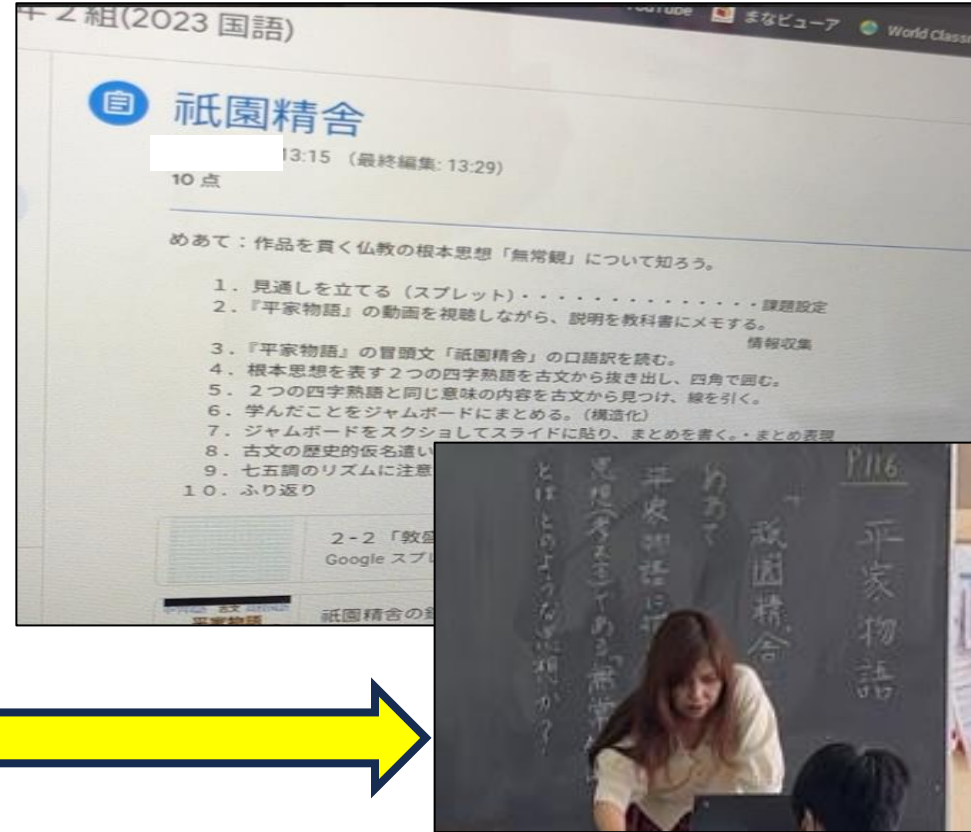 年2組(2023 国語)
YouTube
まなビューア
World Class
祇園精舎
13:15 （最終編集: 13:29）
10 点
めあて：作品を貫く仏教の根本思想「無常観」について知ろう。
1．見通しを立てる（スプレット）・・・・・・・・・・・・・・・課題設定
2．『平家物語』の動画を視聴しながら、説明を教科書にメモする。
情報収集
3．『平家物語』の冒頭文「祇園精舎」の口語訳を読む。
4．根本思想を表す２つの四字熟語を古文から抜き出し、四角で囲む。
5．２つの四字熟語と同じ意味の内容を古文から見つけ、線を引く。
6．学んだことをジャムボードにまとめる。（構造化）
7．ジャムボードをスクショしてスライドに貼り、まとめを書く。・まとめ表現
8．古文の歴史的仮名遣い
9．七五調のリズムに注意
10．ふり返り
2-2「敦盛
Google スプレ
平家物語
祇園精舎の
P116
平家物語
祇園精舎
めあて
平家物語に
思想(考え方)である「無常
とはどのような思想か？